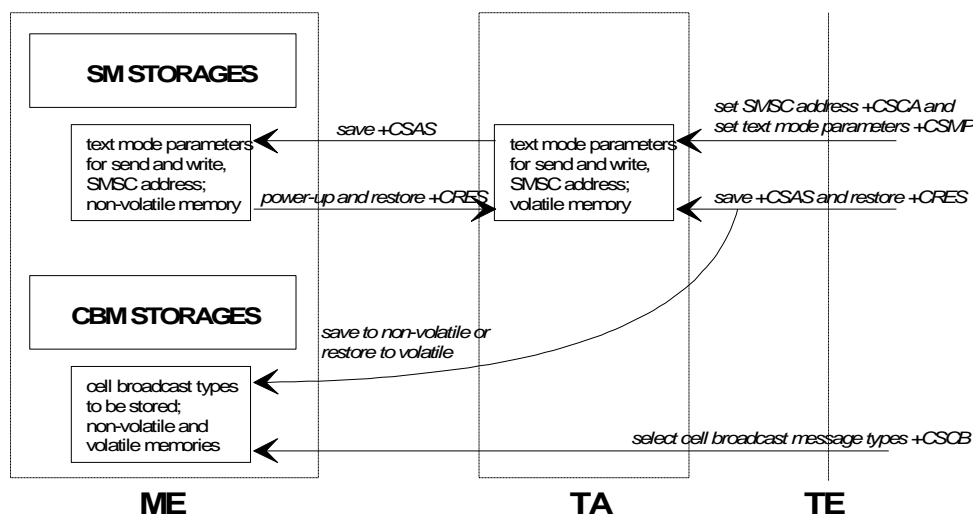 SM STORAGES
text mode parameters
for send and write,
SMSC address;
non-volatile memory
save +CSAS
power-up and restore +CRES
text mode parameters
for send and write,
SMSC address;
volatile memory
set SMSC address +CSCA and
set text mode parameters +CSMP
save +CSAS and restore +CRES
CBM STORAGES
save to non-volatile or
restore to volatile
cell broadcast types
to be stored;
non-volatile and
volatile memories
select cell broadcast message types +CSCB
ME
TA
TE